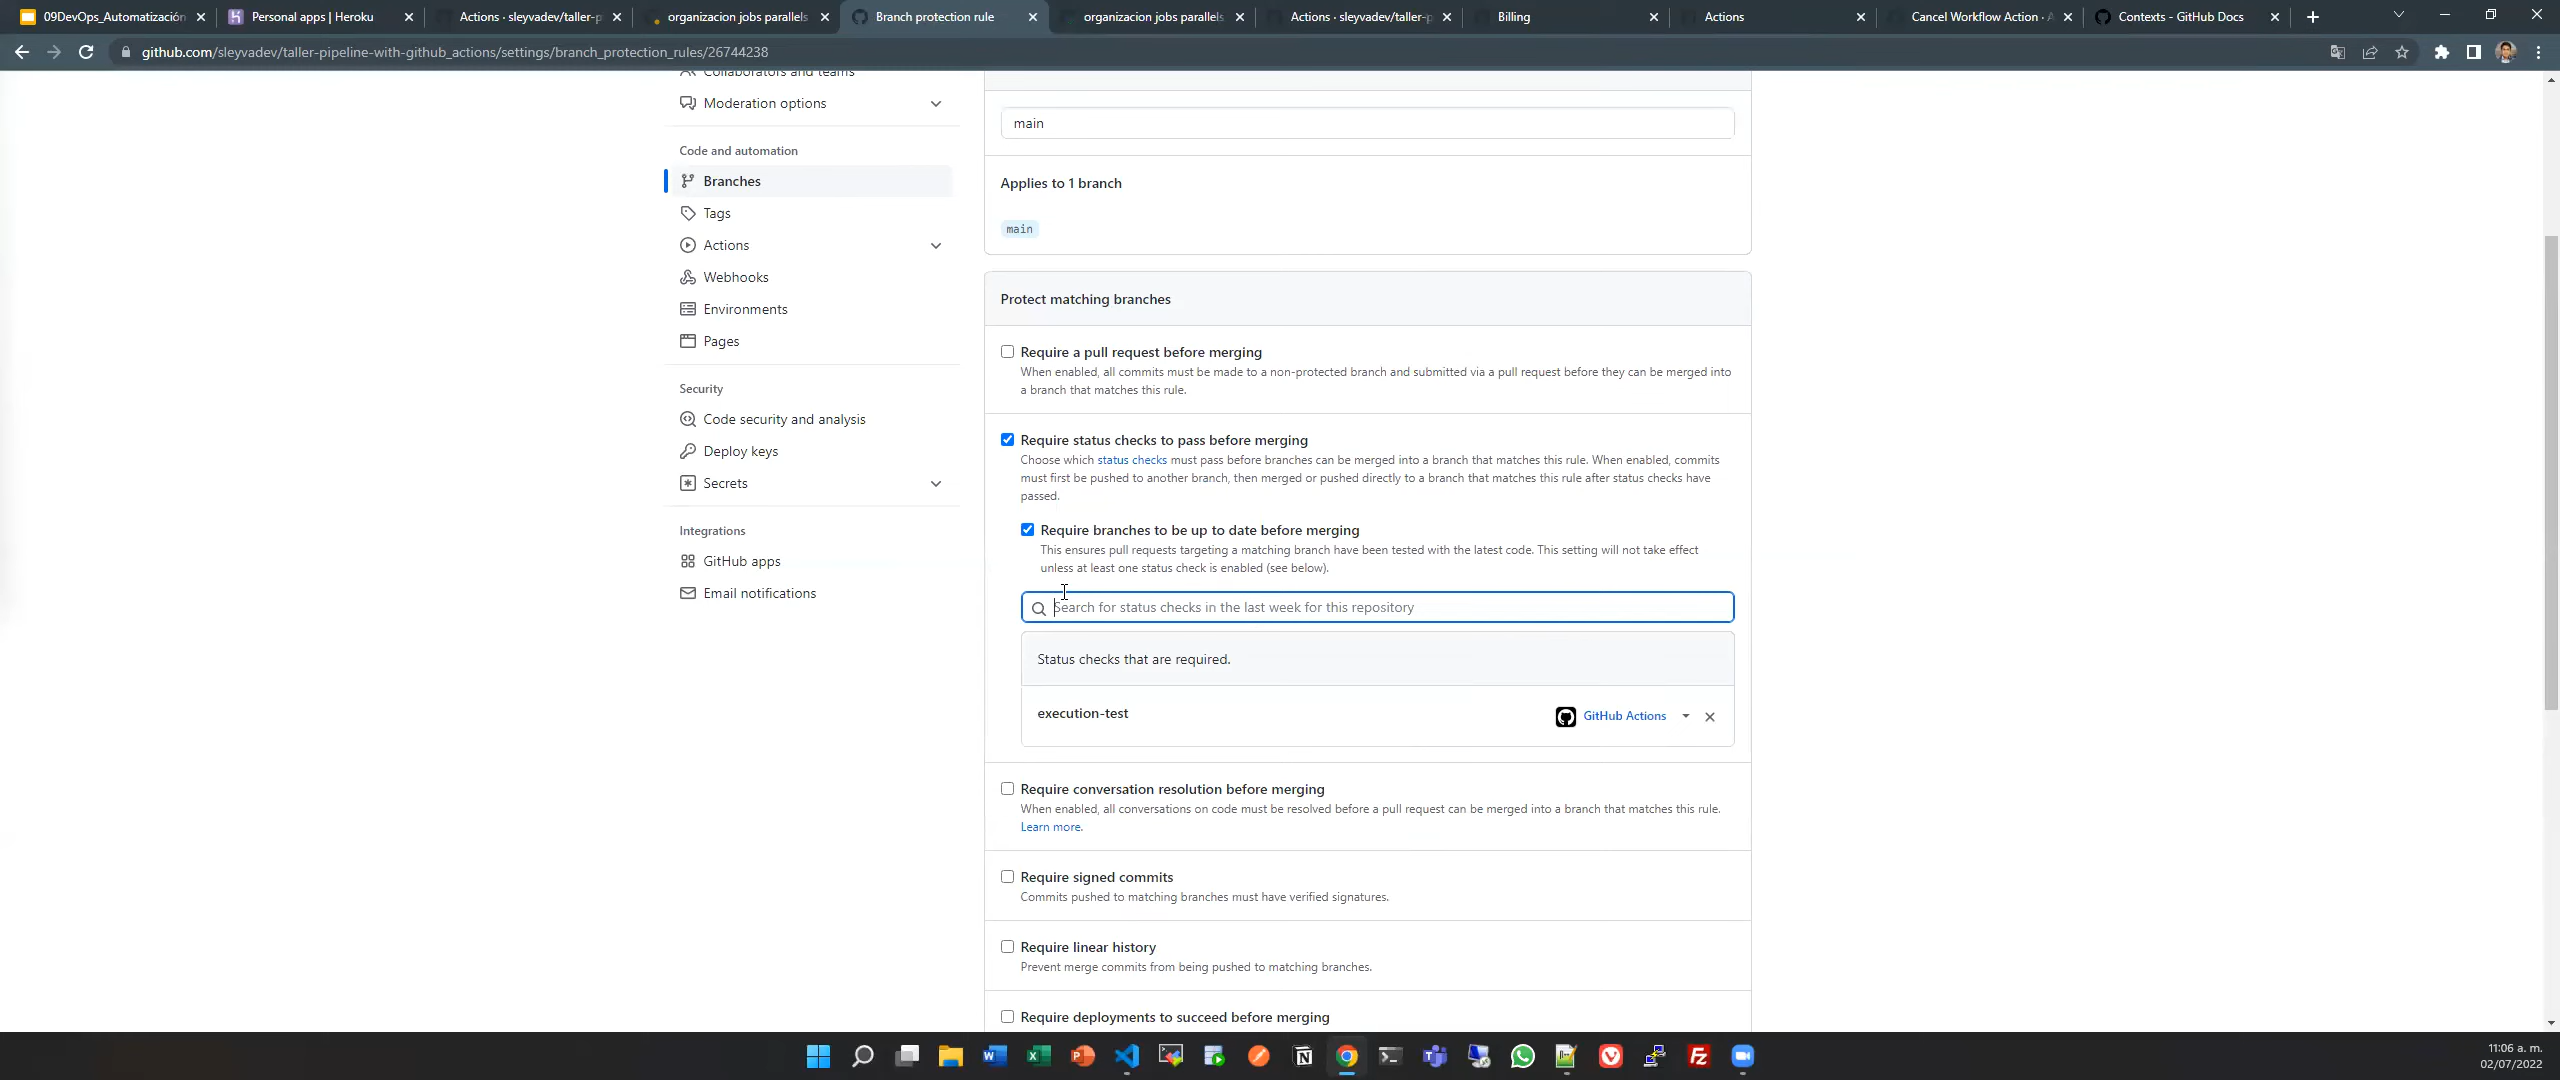 09DevOps_Automatización
Personal apps | Heroku
Actions · sleyvadev/taller-p
organizacion jobs parallels
Branch protection rule
organizacion jobs parallels
Actions · sleyvadev/taller-p
Billing
Actions
Cancel Workflow Action · A
Contexts - GitHub Docs
github.com/sleyvadev/taller-pipeline-with-github_actions/settings/branch_protection_rules/26744238
Collaborators and teams
Moderation options
Code and automation
Branches
Tags
Actions
Webhooks
Environments
Pages
Security
Code security and analysis
Deploy keys
Secrets
Integrations
GitHub apps
Email notifications
main
Applies to 1 branch
main
Protect matching branches
Require a pull request before merging
When enabled, all commits must be made to a non-protected branch and submitted via a pull request before they can be merged into
a branch that matches this rule.
Require status checks to pass before merging
Choose which status checks must pass before branches can be merged into a branch that matches this rule. When enabled, commits
must first be pushed to another branch, then merged or pushed directly to a branch that matches this rule after status checks have
passed.
Require branches to be up to date before merging
This ensures pull requests targeting a matching branch have been tested with the latest code. This setting will not take effect
unless at least one status check is enabled (see below).
Search for status checks in the last week for this repository
Status checks that are required.
execution-test
GitHub Actions
Require conversation resolution before merging
When enabled, all conversations on code must be resolved before a pull request can be merged into a branch that matches this rule.
Learn more.
Require signed commits
Commits pushed to matching branches must have verified signatures.
Require linear history
Prevent merge commits from being pushed to matching branches.
Require deployments to succeed before merging
11:06 a. m.
02/07/2022